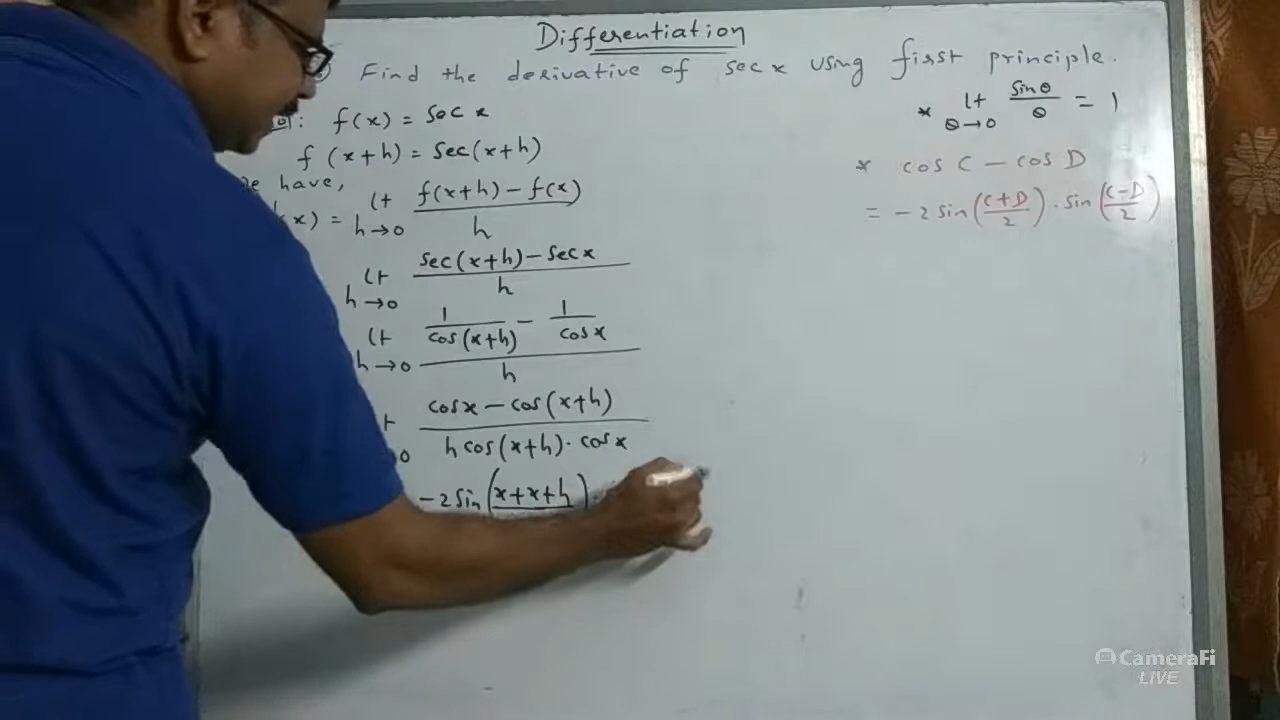 Differentiation
Find the derivative of sec x using first principle.
f(x) = sec x
f(x+h) = sec(x+h)
have,
x) = lt h→0 f(x+h) − f(x) / h
lt h→0 sec(x+h) − sec x / h
lt h→0 1/cos(x+h) − 1/cos x / h
cos x − cos(x+h) / h cos(x+h) · cos x
−2 sin(x+x+h
* lt θ→0 sinθ/θ = 1
* cos C − cos D
= −2 sin(C+D/2) · sin(C−D/2)
CameraFi
LIVE